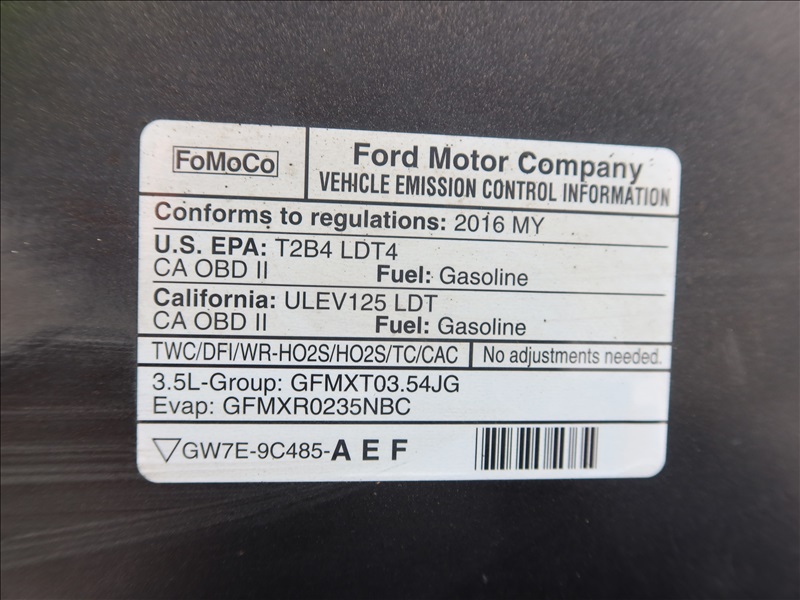 FoMoCo
Ford Motor Company
VEHICLE EMISSION CONTROL INFORMATION
Conforms to regulations: 2016 MY
U.S. EPA: T2B4 LDT4
CA OBD II Fuel: Gasoline
California: ULEV125 LDT
CA OBD II Fuel: Gasoline
TWC/DFI/WR-HO2S/HO2S/TC/CAC No adjustments needed.
3.5L-Group: GFMXT03.54JG
Evap: GFMXR0235NBC
GW7E-9C485-A E F